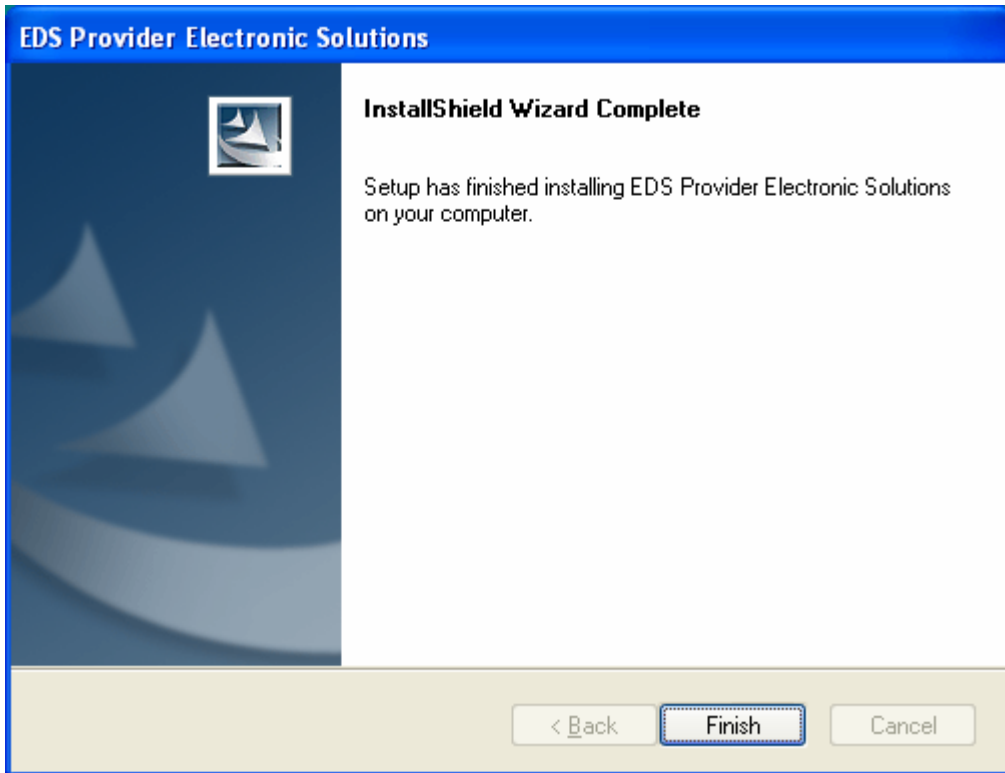 EDS Provider Electronic Solutions
InstallShield Wizard Complete
Setup has finished installing EDS Provider Electronic Solutions
on your computer.
< Back
Finish
Cancel